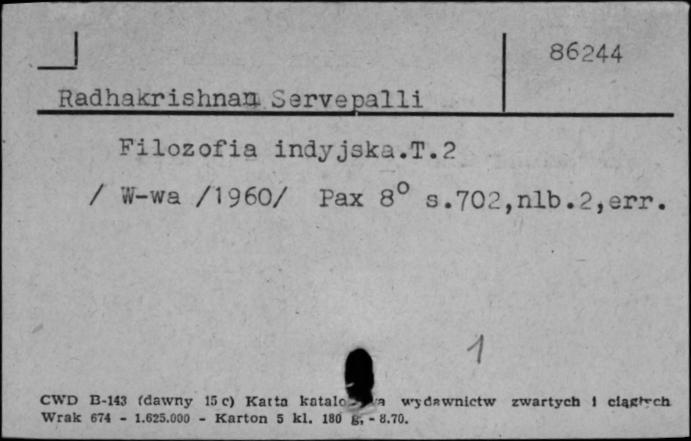 86244
Radhakrishnan Servepalli
Filozofia indyjska.T.2
/ W-wa /1960/ Pax 8° s.702,nlb.2,err.
1
CWD B-143 (dawny 15 c) Karta wydawnictw zwartych i ciągłych
Wrak 674 - 1.625.000 - Karton 5 kl. 180 g. - 8.70.